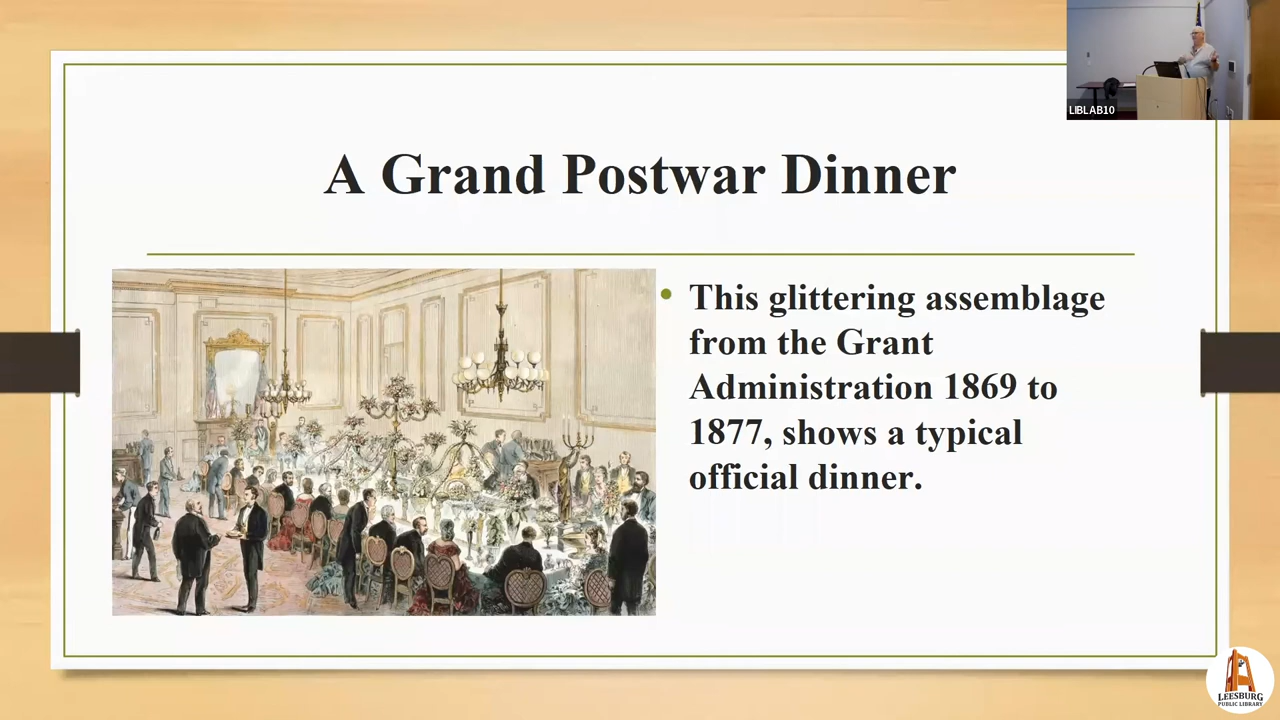 LIBLAB10
A Grand Postwar Dinner
This glittering assemblage
from the Grant
Administration 1869 to
1877, shows a typical
official dinner.
LEESBURG
PUBLIC LIBRARY